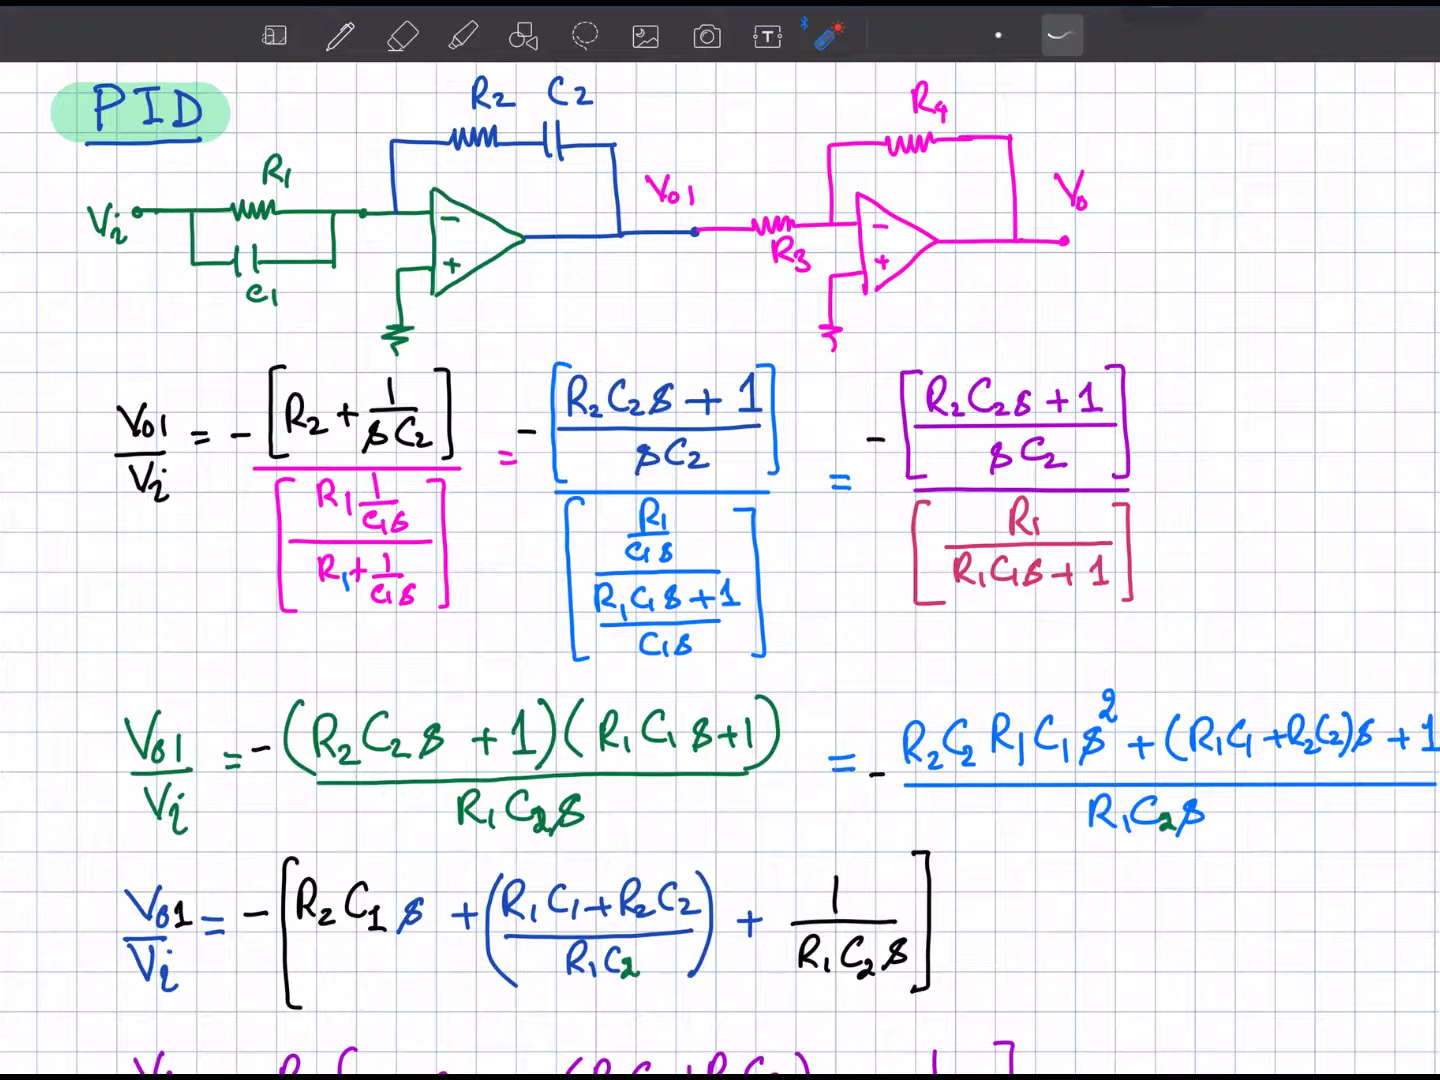 PID
R2 C2
R4
R1
Vi
C1
Vo1
R3
Vo
−
+
−
+
Vo1/Vi = − [R2 + 1/sC2] / [(R1 1/C1s) / (R1 + 1/C1s)] = − [(R2C2s + 1) / sC2] / [(R1/C1s) / ((R1C1s + 1)/C1s)] = − [(R2C2s + 1) / sC2] / [R1 / (R1C1s + 1)]
Vo1/Vi = − (R2C2s + 1)(R1C1s + 1) / R1C2s = − (R2C2R1C1s² + (R1C1 + R2C2)s + 1) / R1C2s
Vo1/Vi = − [R2C1s + ((R1C1 + R2C2) / R1C2) + 1 / R1C2s]